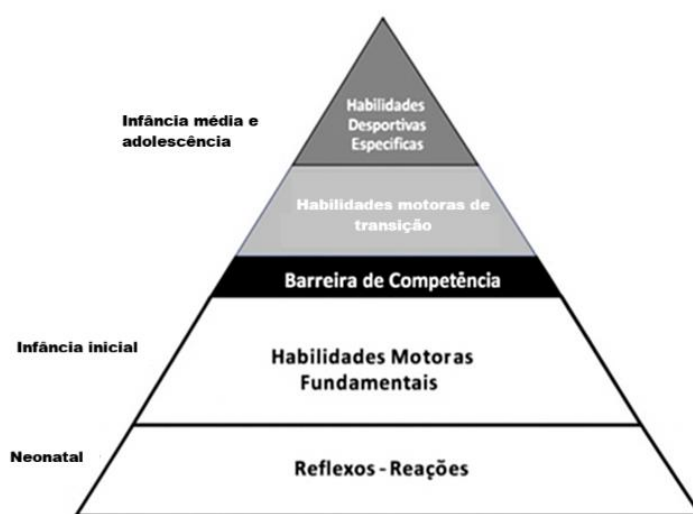 Infância média e
adolescência
Habilidades
Desportivas
Especificas
Habilidades motoras de
transição
Barreira de Competência
Infância inicial
Habilidades Motoras
Fundamentais
Neonatal
Reflexos - Reações